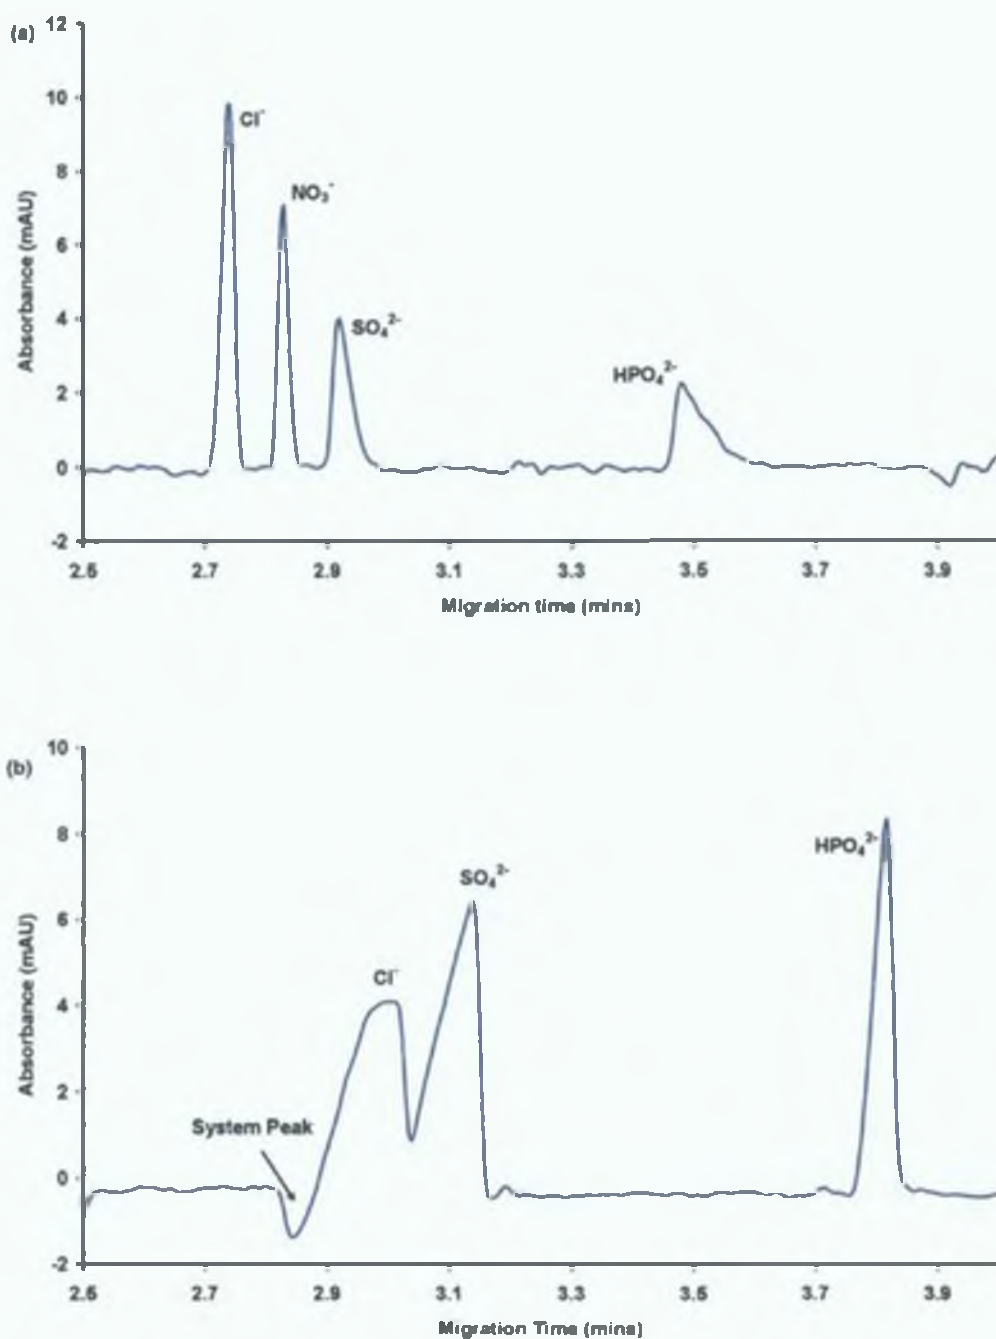 (a)
12
10
8
6
4
2
0
-2
Absorbance (mAU)
Cl⁻
NO₃⁻
SO₄²⁻
HPO₄²⁻
2.5 2.7 2.9 3.1 3.3 3.5 3.7 3.9
Migration time (mins)
(b)
10
8
6
4
2
0
-2
Absorbance (mAU)
System Peak
Cl⁻
SO₄²⁻
HPO₄²⁻
2.5 2.7 2.9 3.1 3.3 3.5 3.7 3.9
Migration Time (mins)